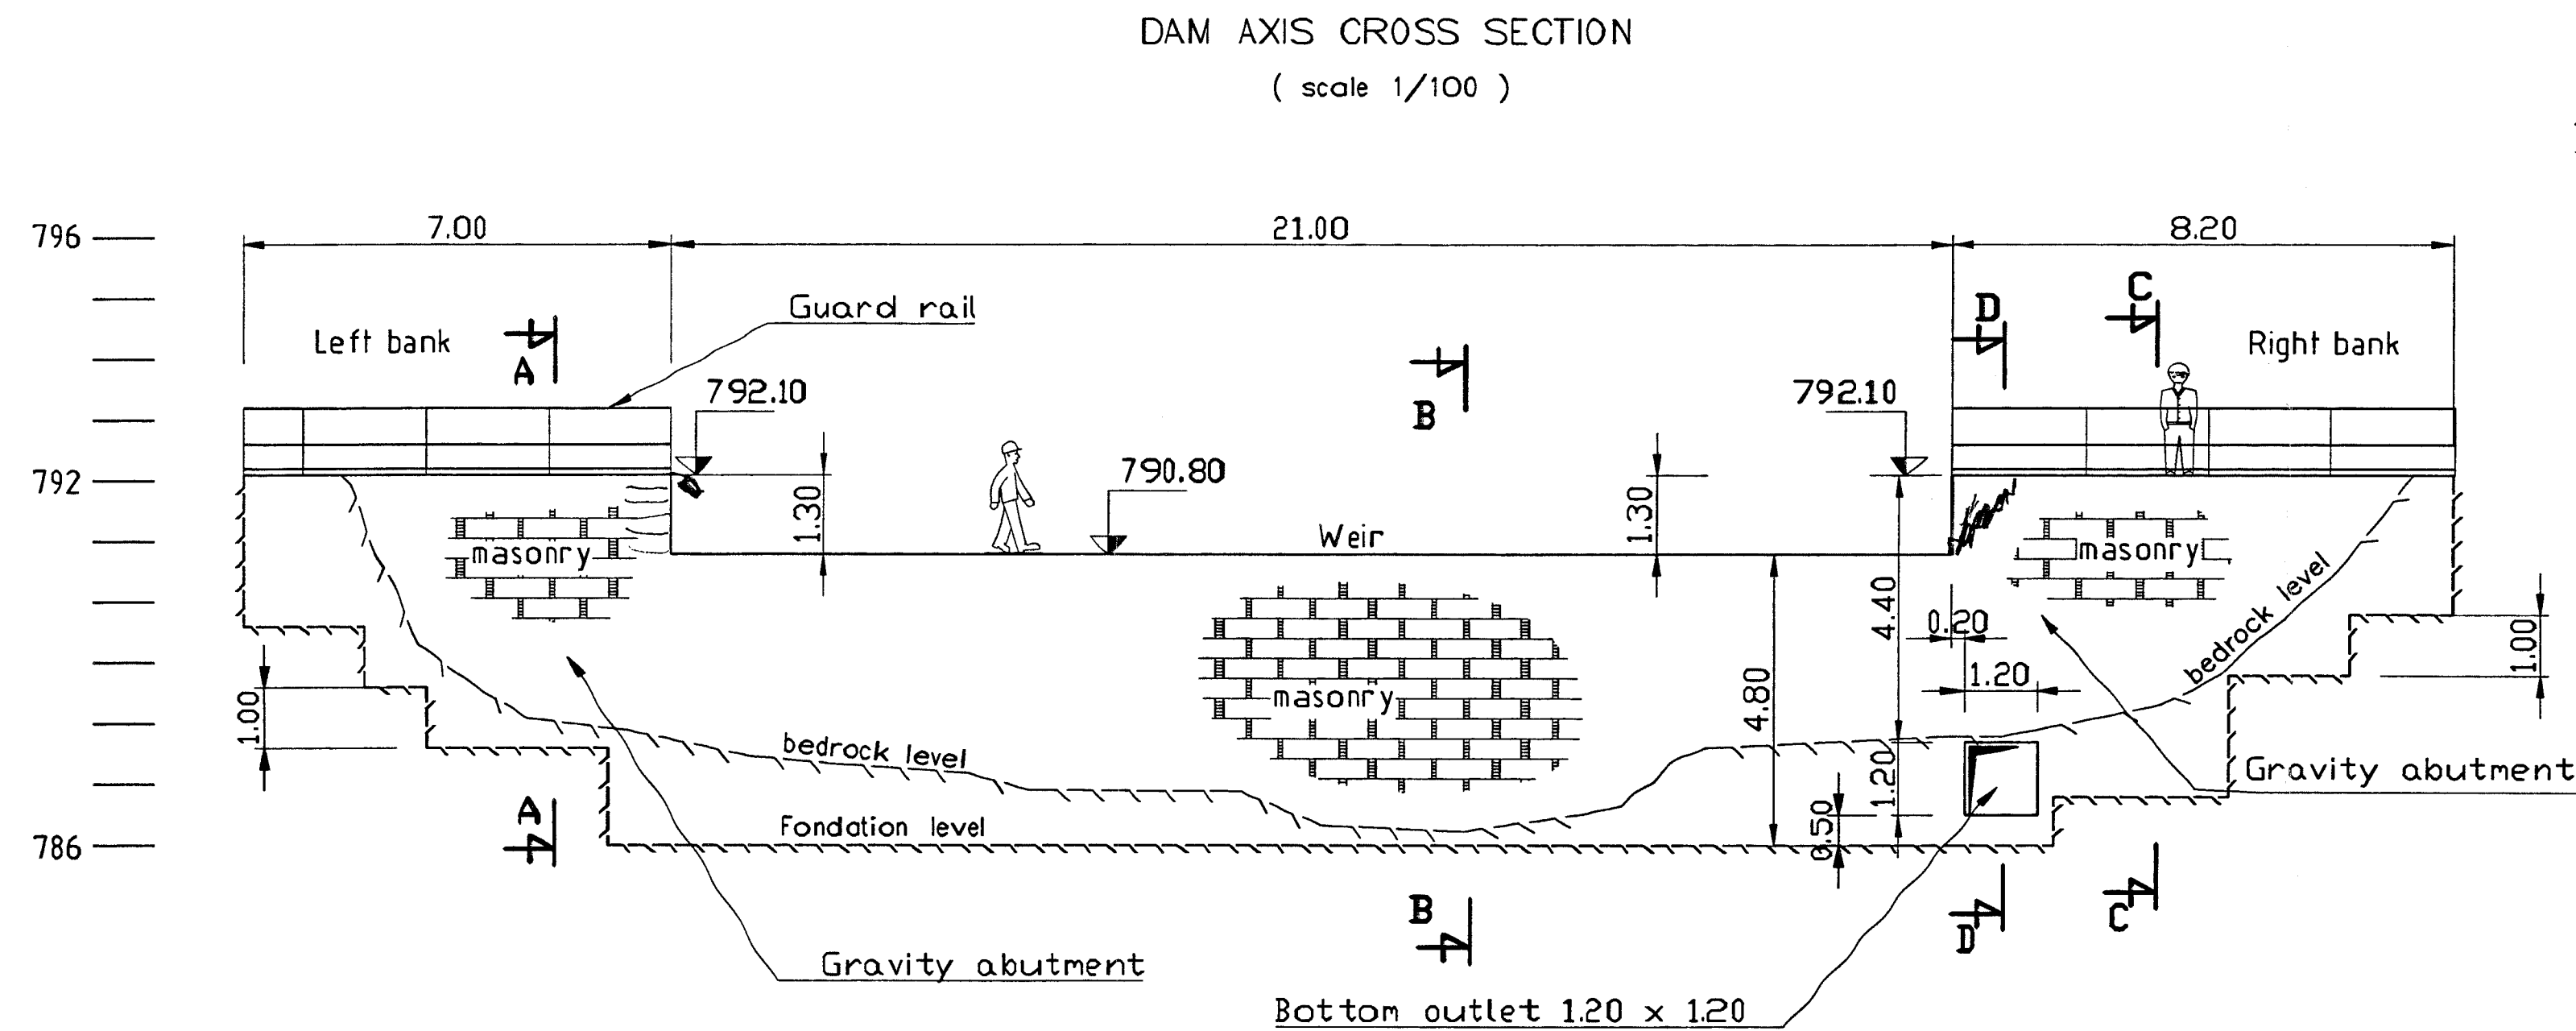 DAM AXIS CROSS SECTION
( scale 1/100 )
796
7.00
21.00
8.20
Left bank
A
Guard rail
B
D
C
Right bank
792.10
790.80
792.10
792
1.30
Weir
1.30
masonry
masonry
4.40
0.20
bedrock level
1.00
1.20
masonry
4.80
1.00
bedrock level
1.20
Gravity abutment
786
A
Fondation level
0.50
B
D
C
Gravity abutment
Bottom outlet 1.20 x 1.20